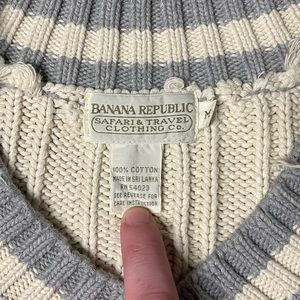 BANANA REPUBLIC
SAFARI & TRAVEL
CLOTHING CO.
M
100% COTTON
MADE IN SRI LANKA
RN 54023
SEE REVERSE FOR
CARE INSTRUCTION